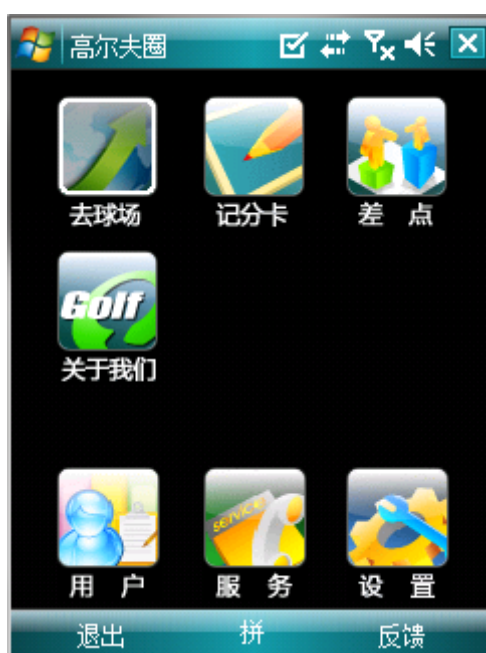 高尔夫圈
去球场 记分卡 差 点
Golf
关于我们
SERVICE
用 户 服 务 设 置
退出 拼 反馈